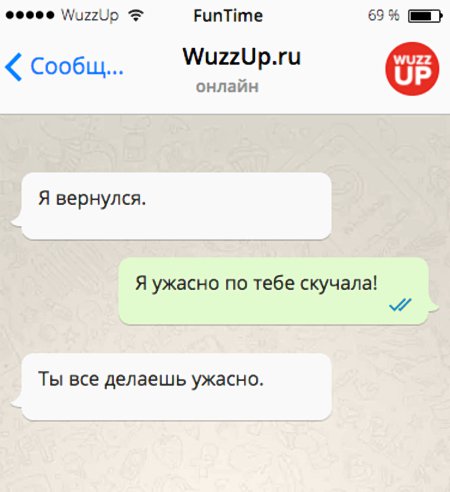 WuzzUp FunTime 69 %
Сообщ... WuzzUp.ru
онлайн
WUZZ
UP
Я вернулся.
Я ужасно по тебе скучала!
Ты все делаешь ужасно.